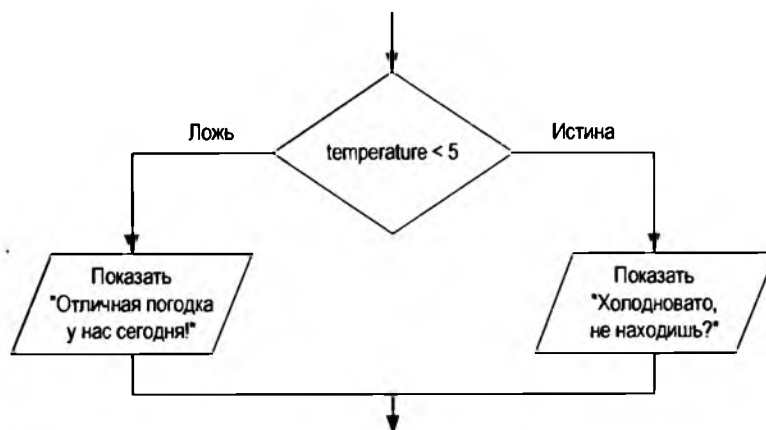 Ложь
Истина
temperature < 5
Показать
"Отличная погодка
у нас сегодня!"
Показать
"Холодновато,
не находишь?"